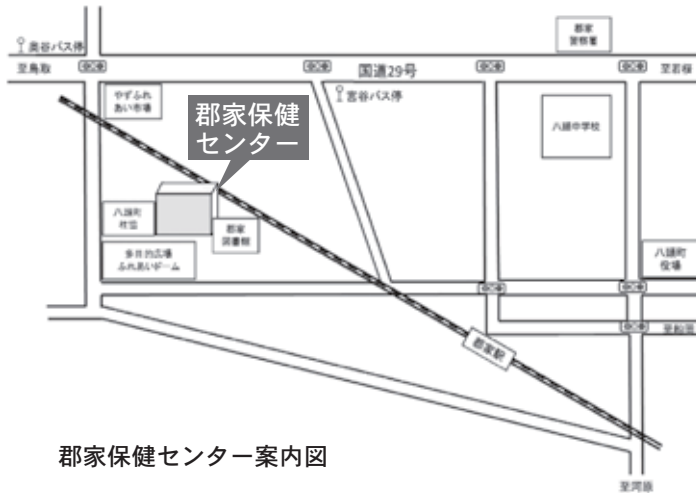 郡家
警察署
奥谷バス停
至鳥取
国道29号
至若桜
やずふれ
あい市場
宮谷バス停
八頭中学校
郡家保健
センター
八頭町
社協
郡家
図書館
多目的広場
ふれあいドーム
八頭町
役場
郡家駅
郡家保健センター案内図
至河原